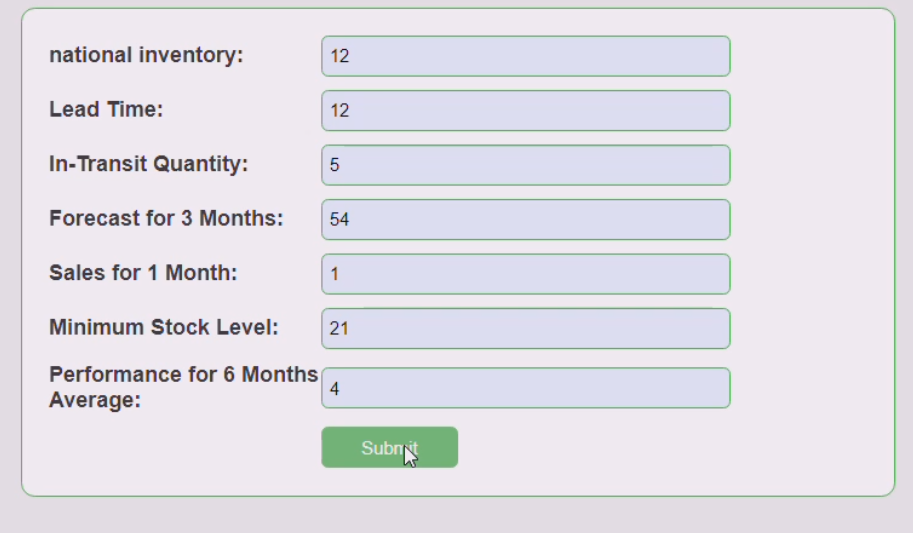 national inventory: 12
Lead Time: 12
In-Transit Quantity: 5
Forecast for 3 Months: 54
Sales for 1 Month: 1
Minimum Stock Level: 21
Performance for 6 Months
Average: 4
Submit